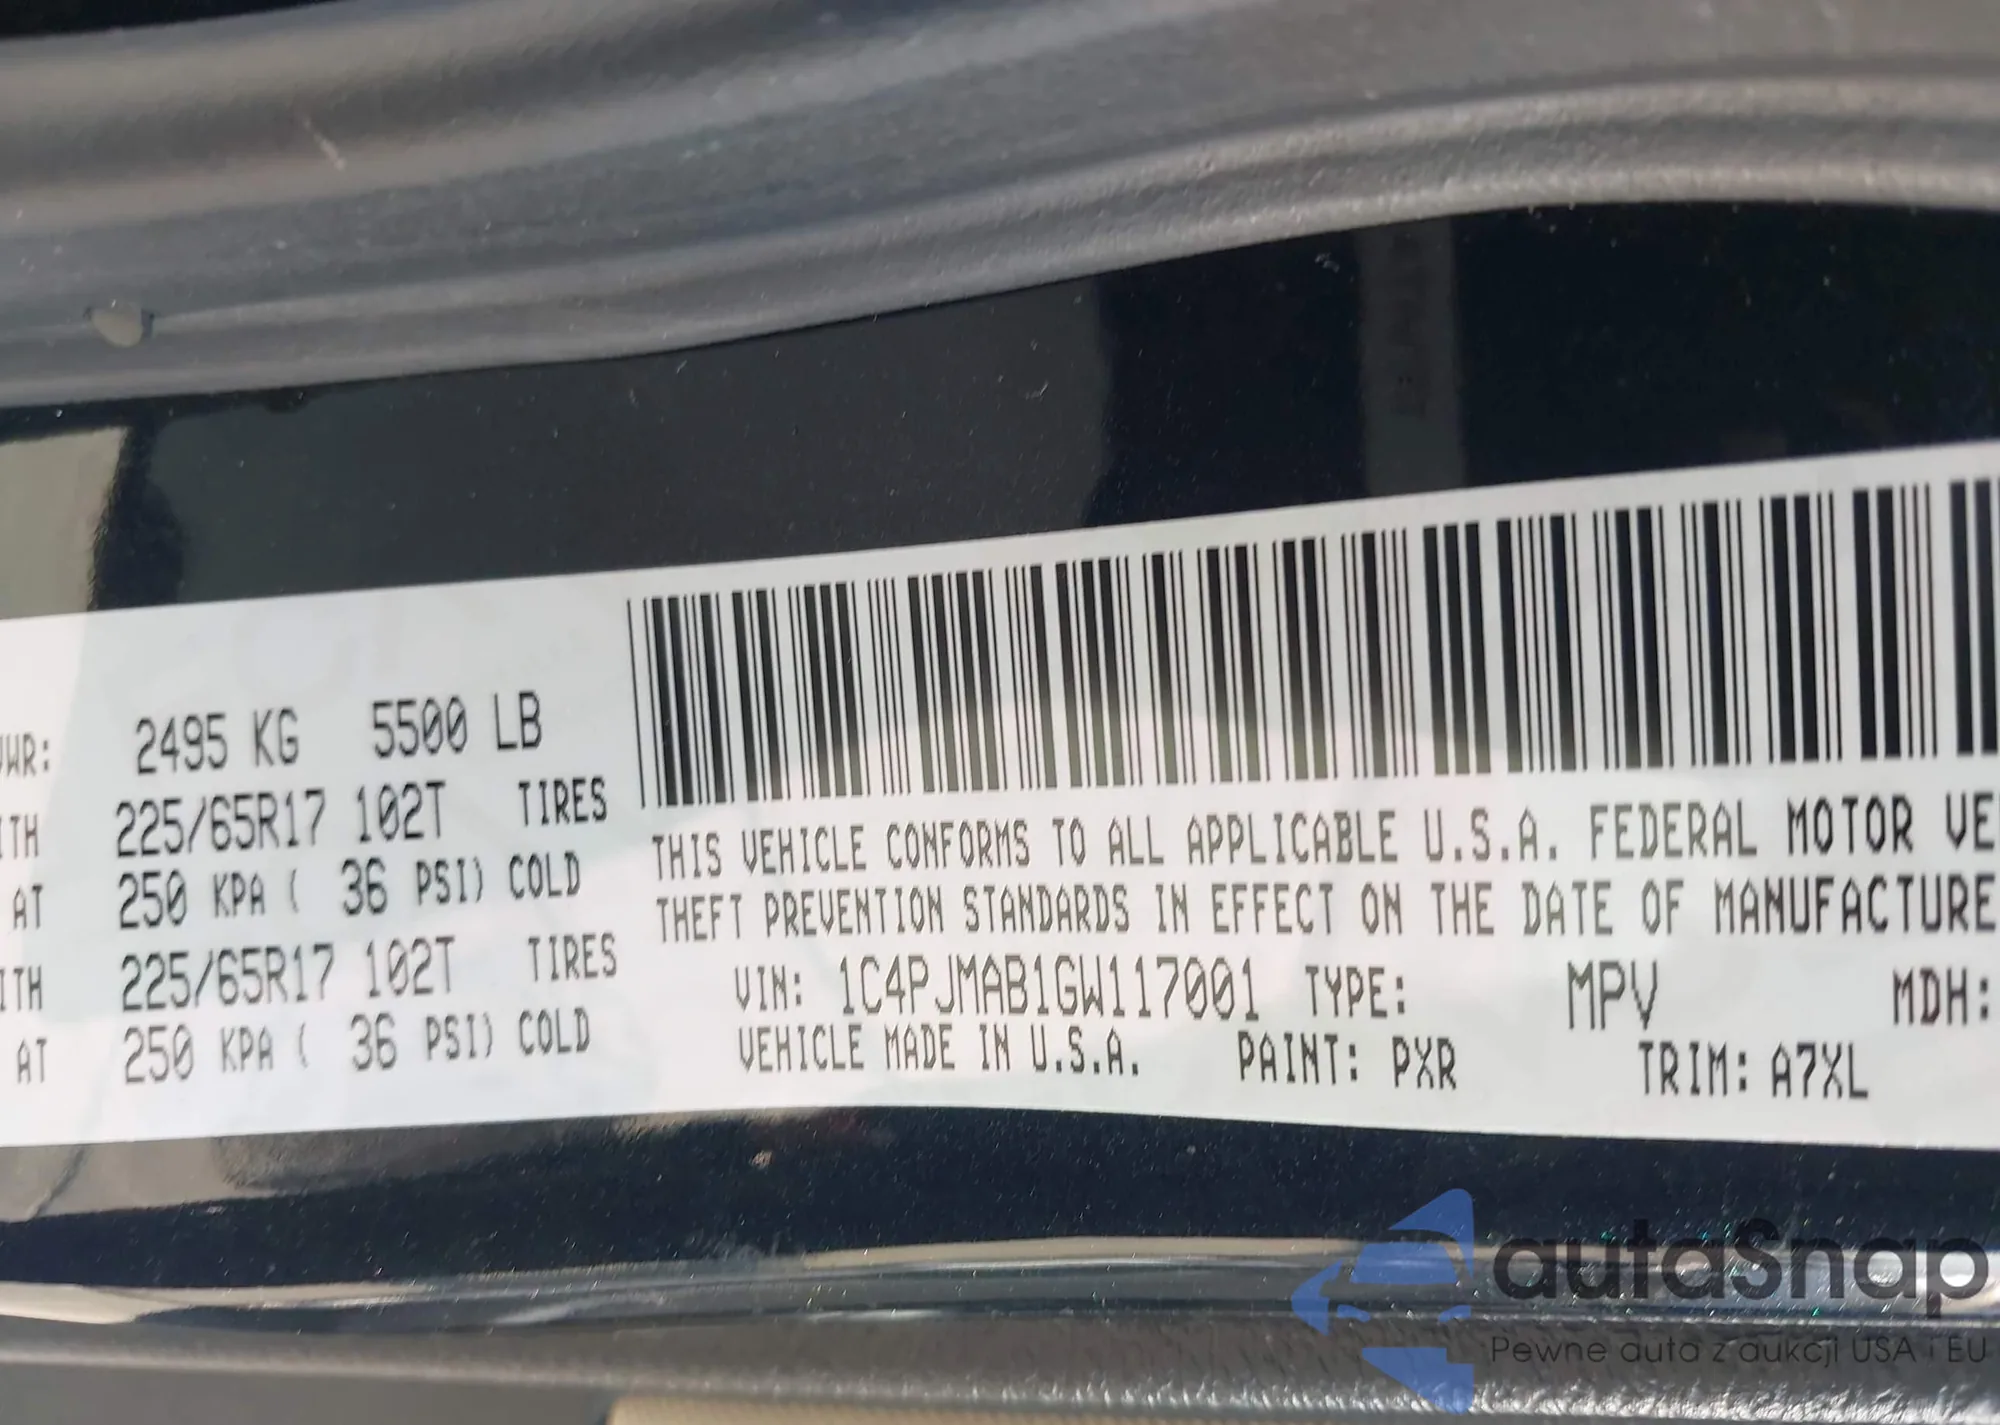 VWR: 2495 KG 5500 LB
ITH 225/65R17 102T TIRES
AT 250 KPA ( 36 PSI) COLD
ITH 225/65R17 102T TIRES
AT 250 KPA ( 36 PSI) COLD
THIS VEHICLE CONFORMS TO ALL APPLICABLE U.S.A. FEDERAL MOTOR VE
THEFT PREVENTION STANDARDS IN EFFECT ON THE DATE OF MANUFACTURE
VIN: 1C4PJMAB1GW117001 TYPE: MPV MDH:
VEHICLE MADE IN U.S.A. PAINT: PXR TRIM: A7XL
autaSnap
Pewne auta z aukcji USA i EU